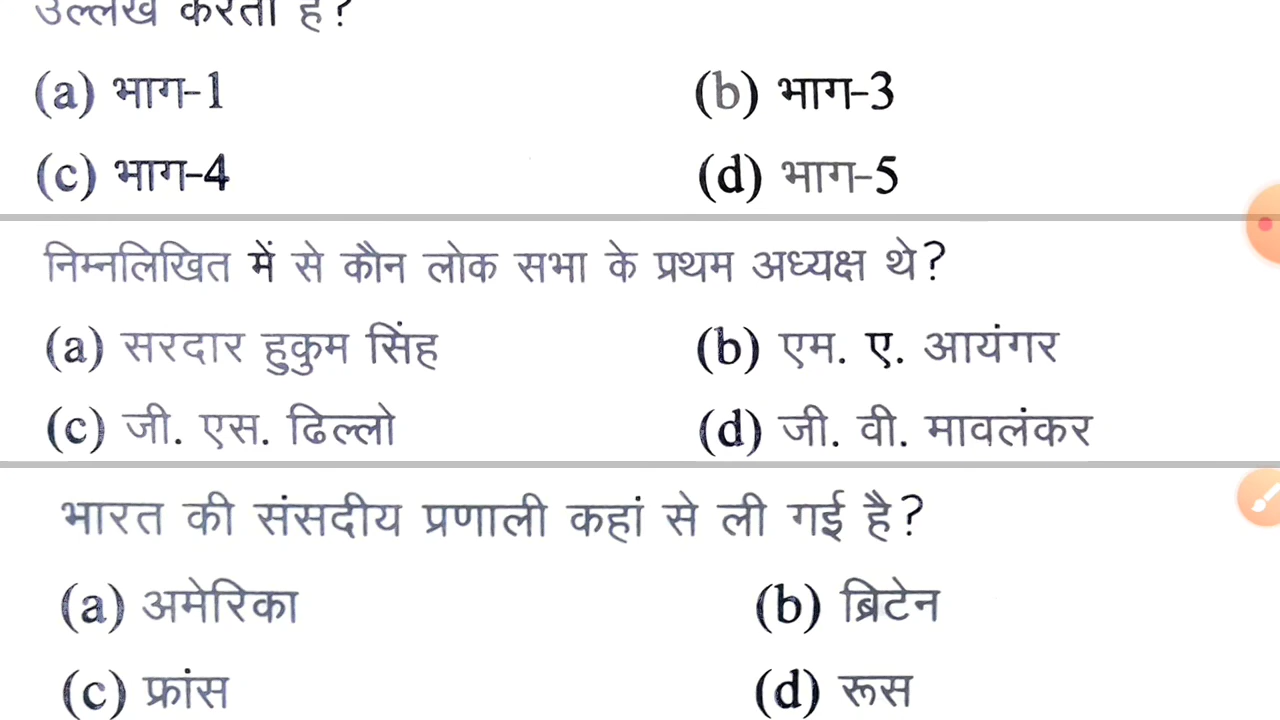 उल्लेख करता है?
(a) भाग-1 (b) भाग-3
(c) भाग-4 (d) भाग-5
निम्नलिखित में से कौन लोक सभा के प्रथम अध्यक्ष थे?
(a) सरदार हुकुम सिंह (b) एम. ए. आयंगर
(c) जी. एस. ढिल्लो (d) जी. वी. मावलंकर
भारत की संसदीय प्रणाली कहां से ली गई है?
(a) अमेरिका (b) ब्रिटेन
(c) फ्रांस (d) रूस